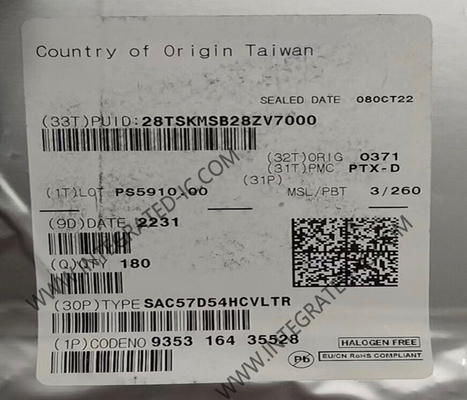 Country of Origin Taiwan
SEALED DATE 08OCT22
(33T)PUID:28TSKMSB28ZV7000
(32T)ORIG 0371
(31T)PMC PTX-D
(31P)
(1T)LOT PS5910.00 MSL/PBT 3/260
(9D)DATE 2231
(Q)QTY 180
(30P)TYPE SAC57D54HCVLTR
(1P)CODENO 9353 164 35528
HALOGEN FREE
Pb
EU/CN RoHS COMPLIANT
WWW.INTEGRATED-IC.COM
WWW.INTEGRATED-IC.COM